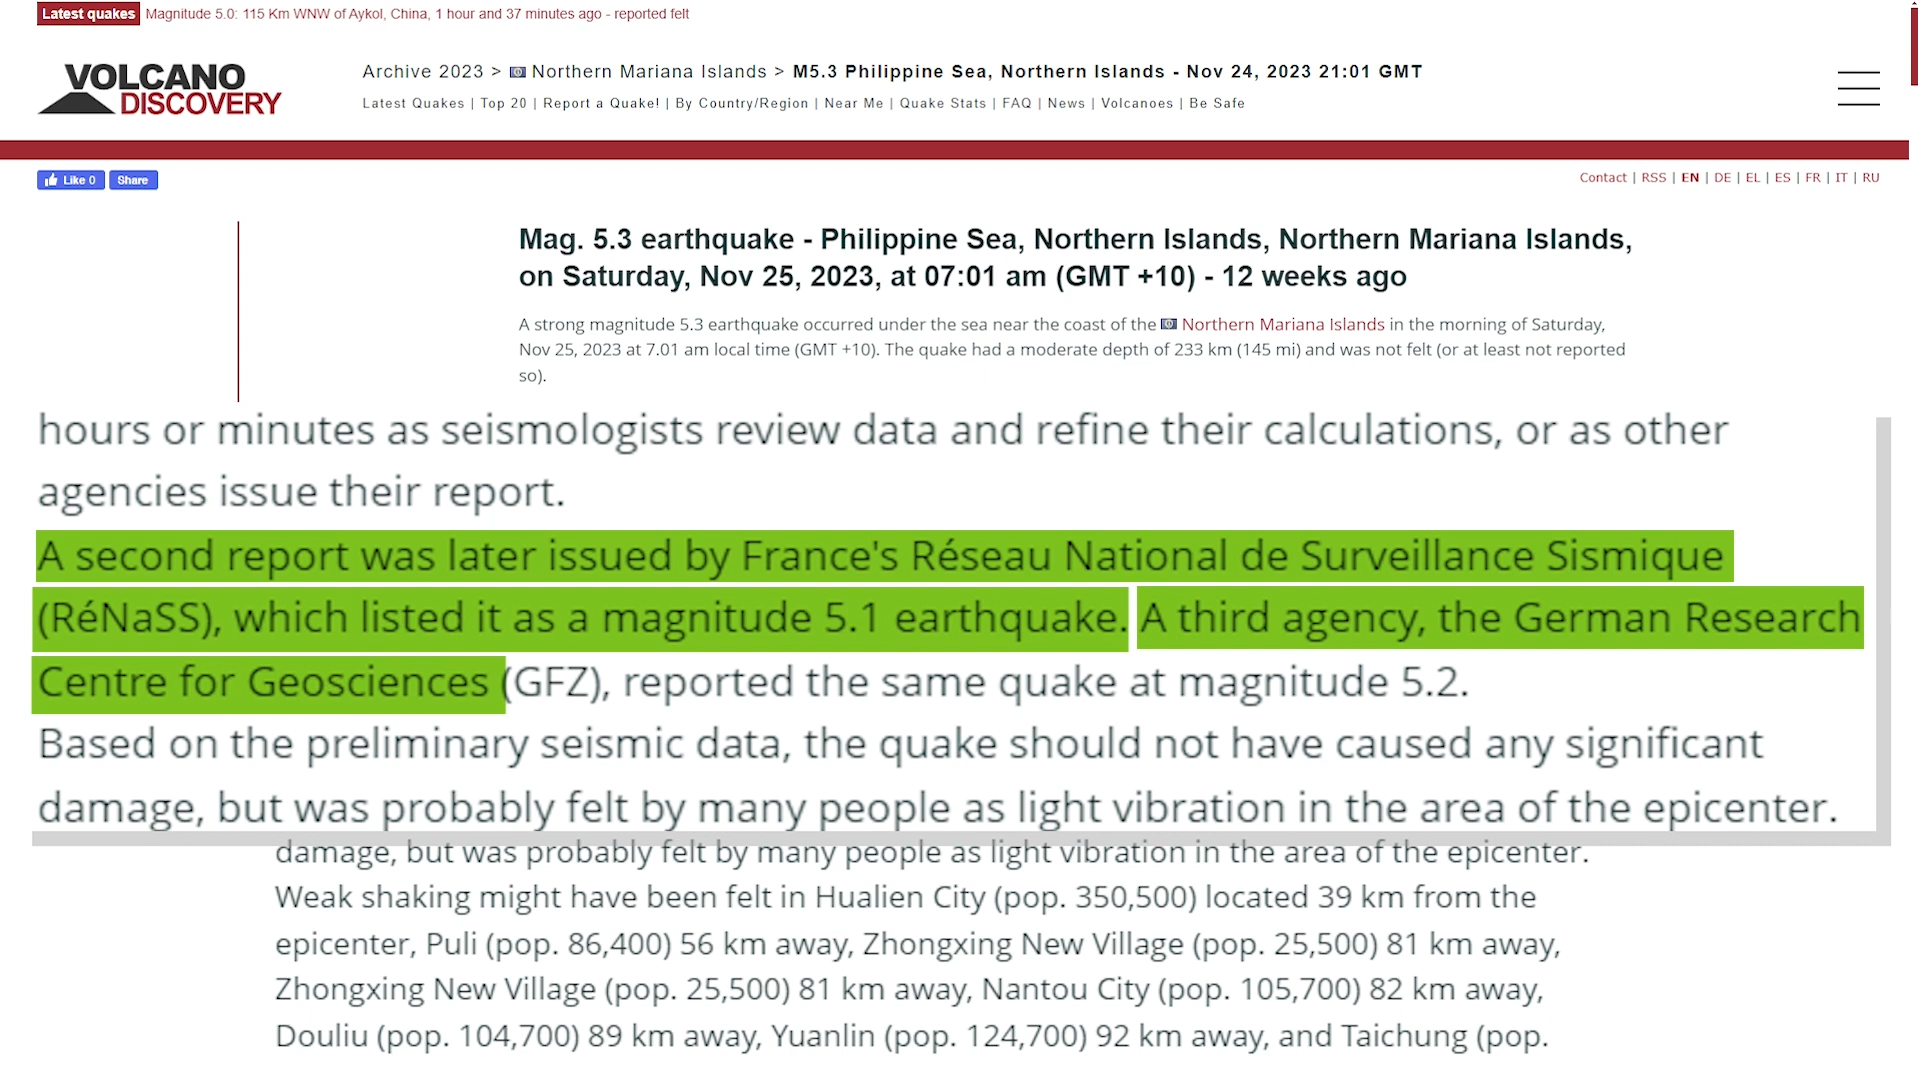 Latest quakes Magnitude 5.0: 115 Km WNW of Aykol, China, 1 hour and 37 minutes ago - reported felt
VOLCANO
DISCOVERY
Archive 2023 > Northern Mariana Islands > M5.3 Philippine Sea, Northern Islands - Nov 24, 2023 21:01 GMT
Latest Quakes | Top 20 | Report a Quake! | By Country/Region | Near Me | Quake Stats | FAQ | News | Volcanoes | Be Safe
Like 0 Share
Contact | RSS | EN | DE | EL | ES | FR | IT | RU
Mag. 5.3 earthquake - Philippine Sea, Northern Islands, Northern Mariana Islands,
on Saturday, Nov 25, 2023, at 07:01 am (GMT +10) - 12 weeks ago
A strong magnitude 5.3 earthquake occurred under the sea near the coast of the Northern Mariana Islands in the morning of Saturday,
Nov 25, 2023 at 7.01 am local time (GMT +10). The quake had a moderate depth of 233 km (145 mi) and was not felt (or at least not reported
so).
hours or minutes as seismologists review data and refine their calculations, or as other
agencies issue their report.
A second report was later issued by France's Réseau National de Surveillance Sismique
(RéNaSS), which listed it as a magnitude 5.1 earthquake. A third agency, the German Research
Centre for Geosciences (GFZ), reported the same quake at magnitude 5.2.
Based on the preliminary seismic data, the quake should not have caused any significant
damage, but was probably felt by many people as light vibration in the area of the epicenter.
damage, but was probably felt by many people as light vibration in the area of the epicenter.
Weak shaking might have been felt in Hualien City (pop. 350,500) located 39 km from the
epicenter, Puli (pop. 86,400) 56 km away, Zhongxing New Village (pop. 25,500) 81 km away,
Zhongxing New Village (pop. 25,500) 81 km away, Nantou City (pop. 105,700) 82 km away,
Douliu (pop. 104,700) 89 km away, Yuanlin (pop. 124,700) 92 km away, and Taichung (pop.